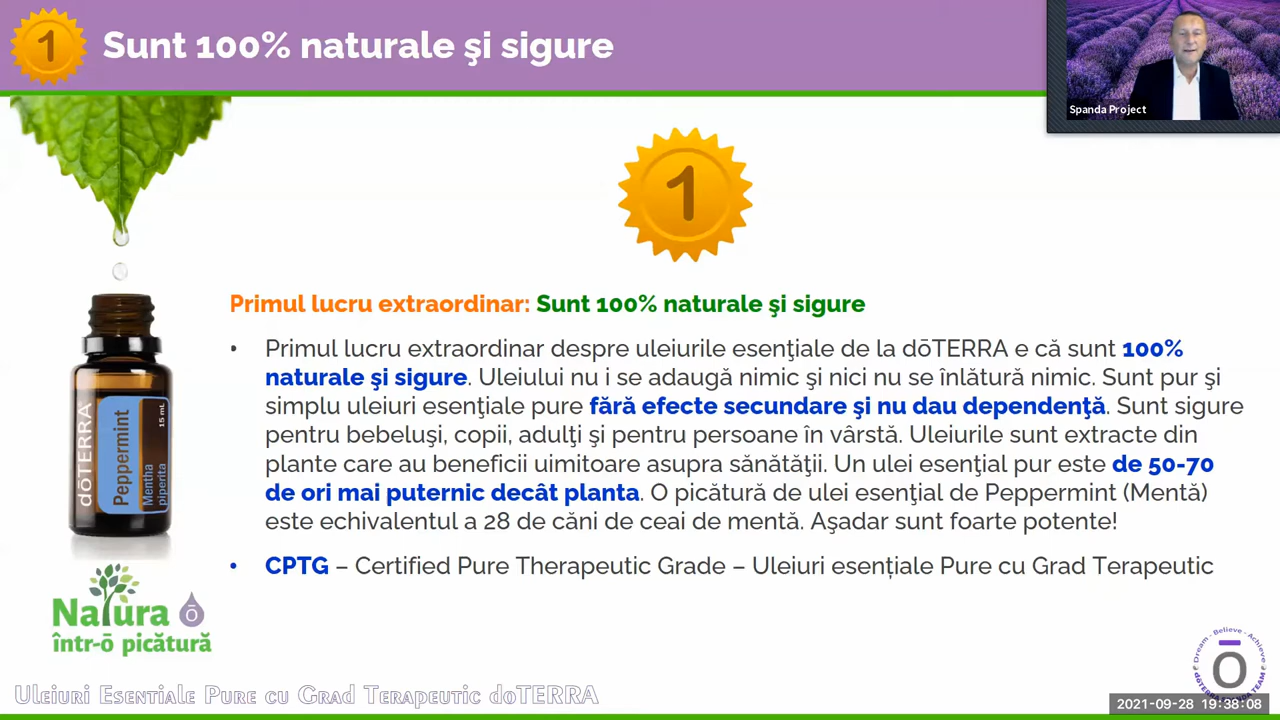 1
Sunt 100% naturale şi sigure
Spanda Project
1
Primul lucru extraordinar: Sunt 100% naturale şi sigure
• Primul lucru extraordinar despre uleiurile esențiale de la dōTERRA e că sunt 100%
naturale şi sigure. Uleiului nu i se adaugă nimic şi nici nu se înlătură nimic. Sunt pur şi
simplu uleiuri esenţiale pure fără efecte secundare şi nu dau dependenţă. Sunt sigure
pentru bebeluşi, copii, adulţi şi pentru persoane în vârstă. Uleiurile sunt extracte din
plante care au beneficii uimitoare asupra sănătăţii. Un ulei esenţial pur este de 50-70
de ori mai puternic decât planta. O picătură de ulei esenţial de Peppermint (Mentă)
este echivalentul a 28 de căni de ceai de mentă. Aşadar sunt foarte potente!
• CPTG – Certified Pure Therapeutic Grade – Uleiuri esențiale Pure cu Grad Terapeutic
dōTERRA
Peppermint
Mentha
piperita
15 mL
Natura ō
într-ō picătură
Uleiuri Esentiale Pure cu Grad Terapeutic doTERRA
Dream - Believe - Achieve
Ō
dōTERRA SPANDA TEAM
2021-09-28 19:38:08